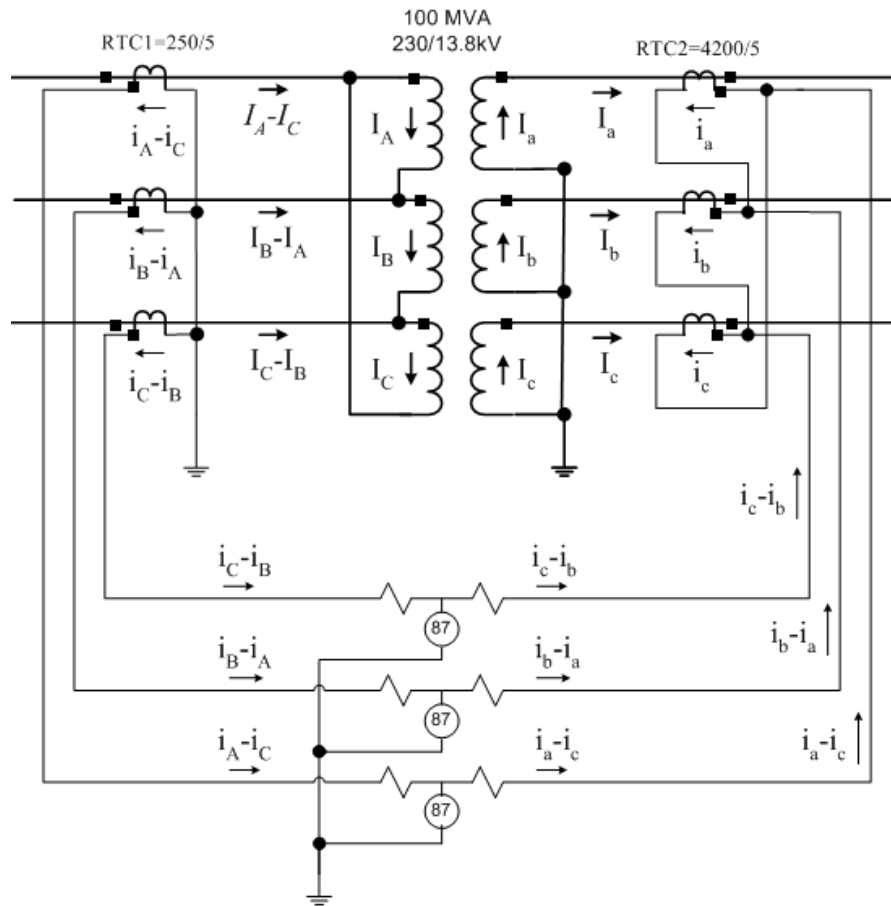 100 MVA
230/13.8kV
RTC1=250/5
RTC2=4200/5
I_A-I_C
I_A
I_a
I_a
i_a
i_A-i_C
I_B-I_A
I_B
I_b
I_b
i_b
i_B-i_A
I_C-I_B
I_C
I_c
I_c
i_c
i_C-i_B
i_c-i_b
i_C-i_B
i_c-i_b
87
i_b-i_a
i_B-i_A
i_b-i_a
87
i_A-i_C
i_a-i_c
i_a-i_c
87